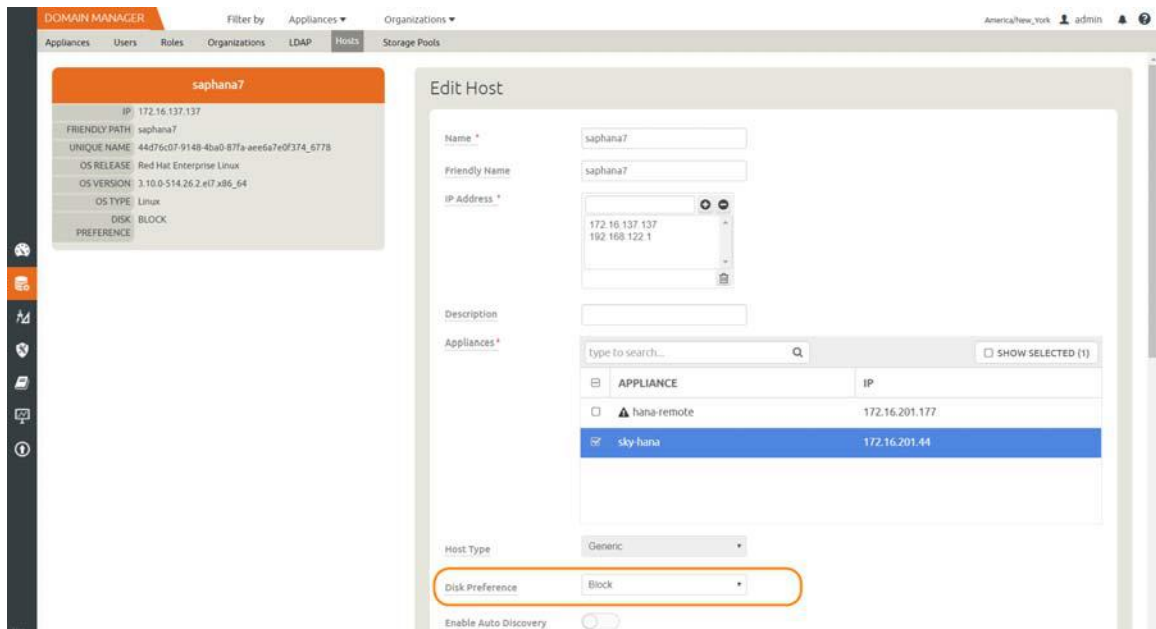 DOMAIN MANAGER
Filter by Appliances ▾ Organizations ▾
America/New_York admin
Appliances Users Roles Organizations LDAP Hosts Storage Pools
saphana7
IP 172.16.137.137
FRIENDLY PATH saphana7
UNIQUE NAME 44d76c07-9148-4ba0-87fa-aee6a7e0f374_6778
OS RELEASE Red Hat Enterprise Linux
OS VERSION 3.10.0-514.26.2.el7.x86_64
OS TYPE Linux
DISK PREFERENCE BLOCK
Edit Host
Name * saphana7
Friendly Name saphana7
IP Address *
172.16.137.137
192.168.122.1
Description
Appliances *
type to search...
SHOW SELECTED (1)
APPLIANCE IP
hana-remote 172.16.201.177
sky-hana 172.16.201.44
Host Type Generic
Disk Preference Block
Enable Auto Discovery